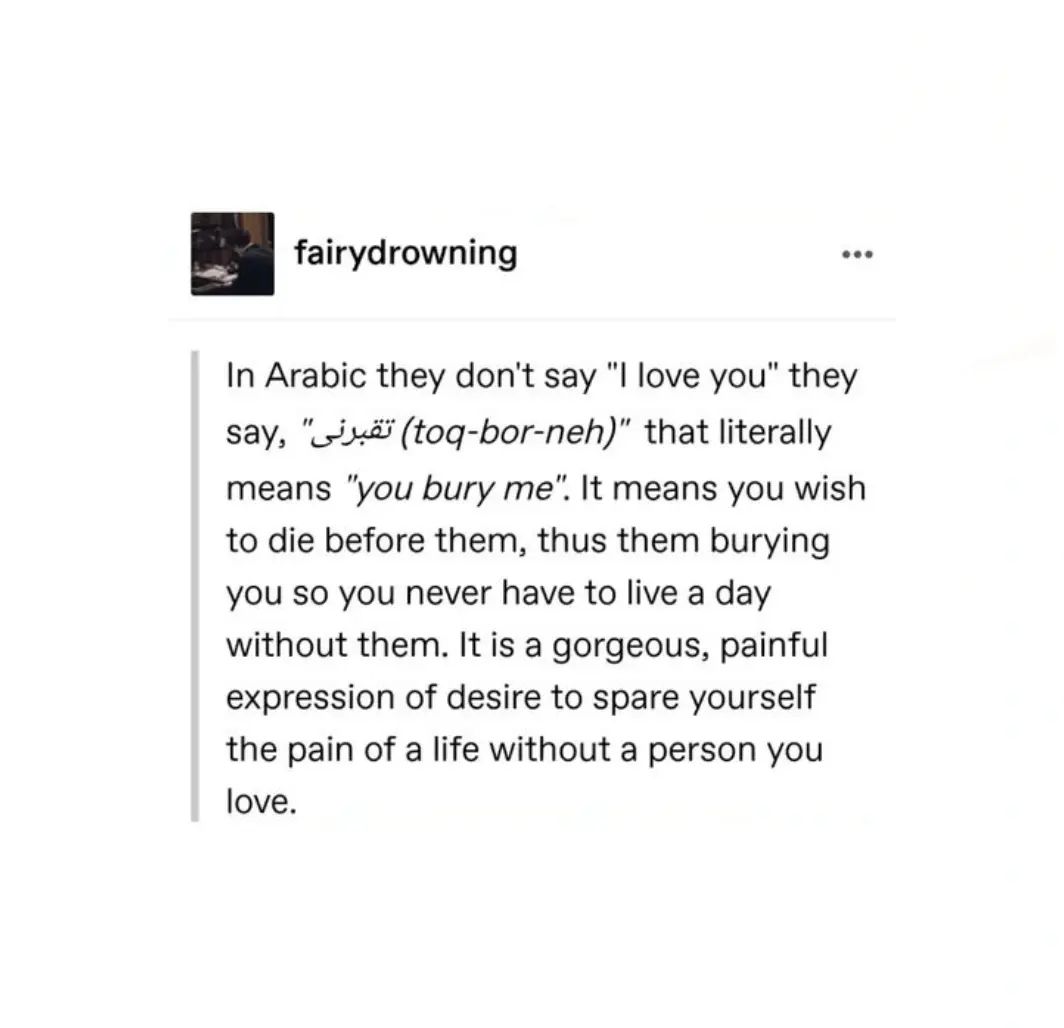 fairydrowning
In Arabic they don't say "I love you" they
say, "تقبرنی (toq-bor-neh)" that literally
means "you bury me". It means you wish
to die before them, thus them burying
you so you never have to live a day
without them. It is a gorgeous, painful
expression of desire to spare yourself
the pain of a life without a person you
love.